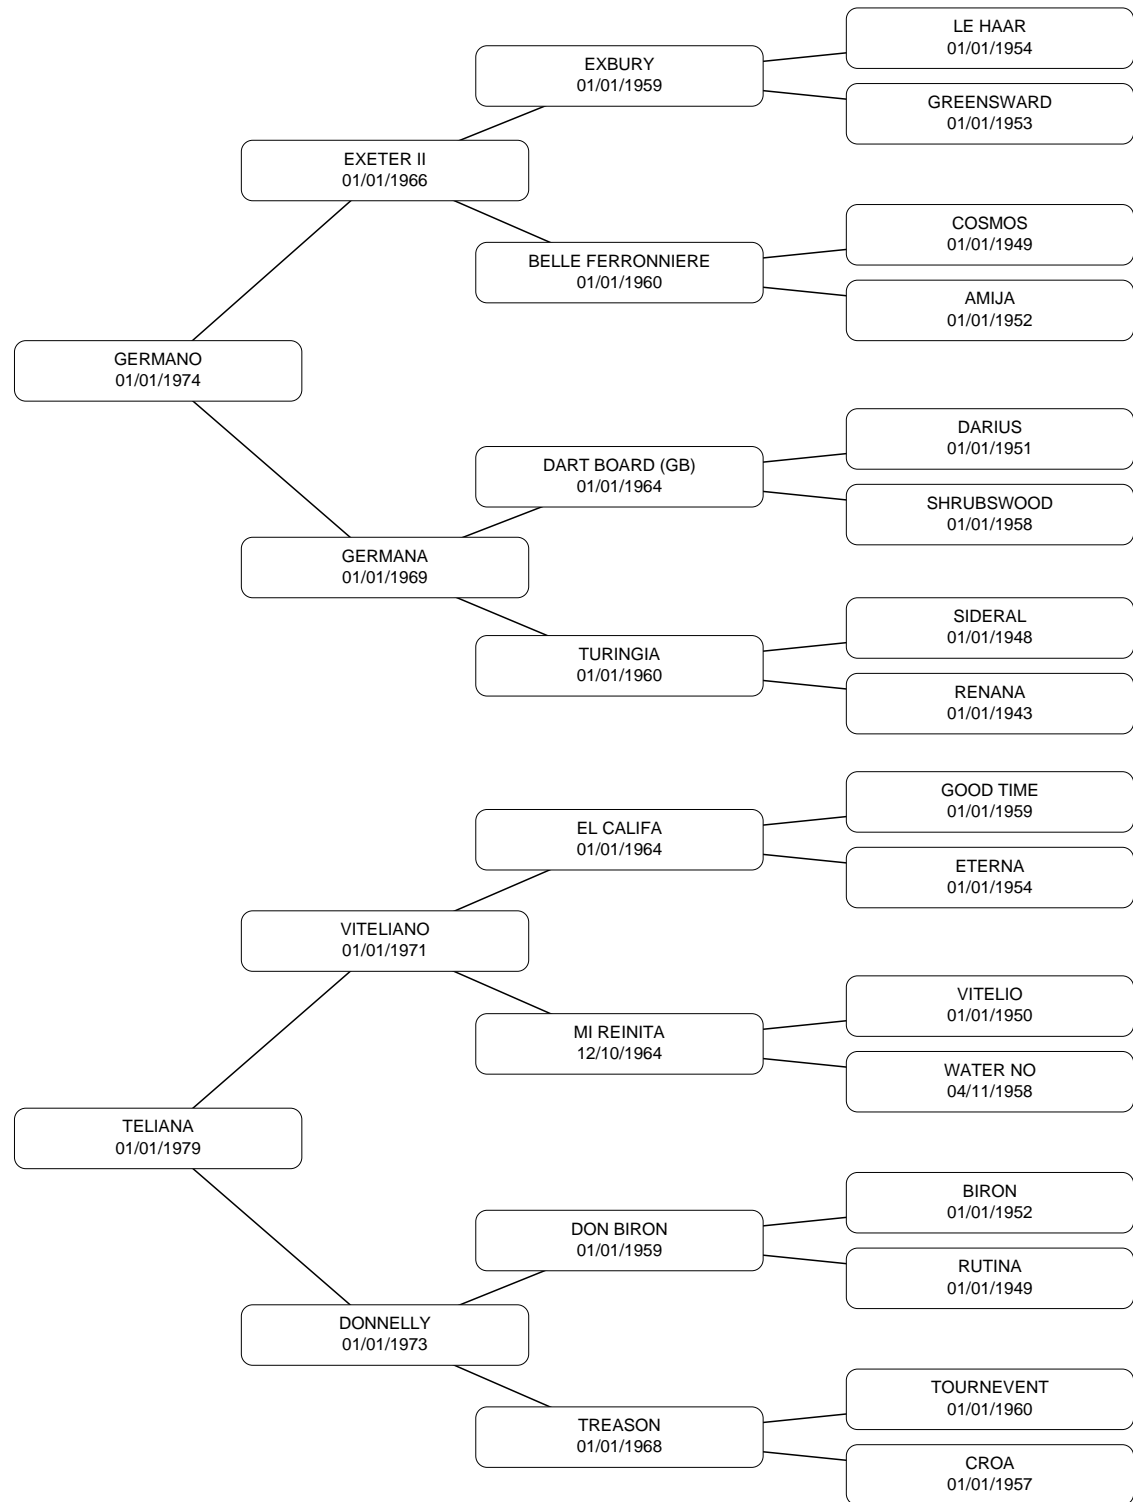 LE HAAR
01/01/1954
EXBURY
01/01/1959
GREENSWARD
01/01/1953
EXETER II
01/01/1966
COSMOS
01/01/1949
BELLE FERRONNIERE
01/01/1960
AMIJA
01/01/1952
GERMANO
01/01/1974
DARIUS
01/01/1951
DART BOARD (GB)
01/01/1964
SHRUBSWOOD
01/01/1958
GERMANA
01/01/1969
SIDERAL
01/01/1948
TURINGIA
01/01/1960
RENANA
01/01/1943
GOOD TIME
01/01/1959
EL CALIFA
01/01/1964
ETERNA
01/01/1954
VITELIANO
01/01/1971
VITELIO
01/01/1950
MI REINITA
12/10/1964
WATER NO
04/11/1958
TELIANA
01/01/1979
BIRON
01/01/1952
DON BIRON
01/01/1959
RUTINA
01/01/1949
DONNELLY
01/01/1973
TOURNEVENT
01/01/1960
TREASON
01/01/1968
CROA
01/01/1957